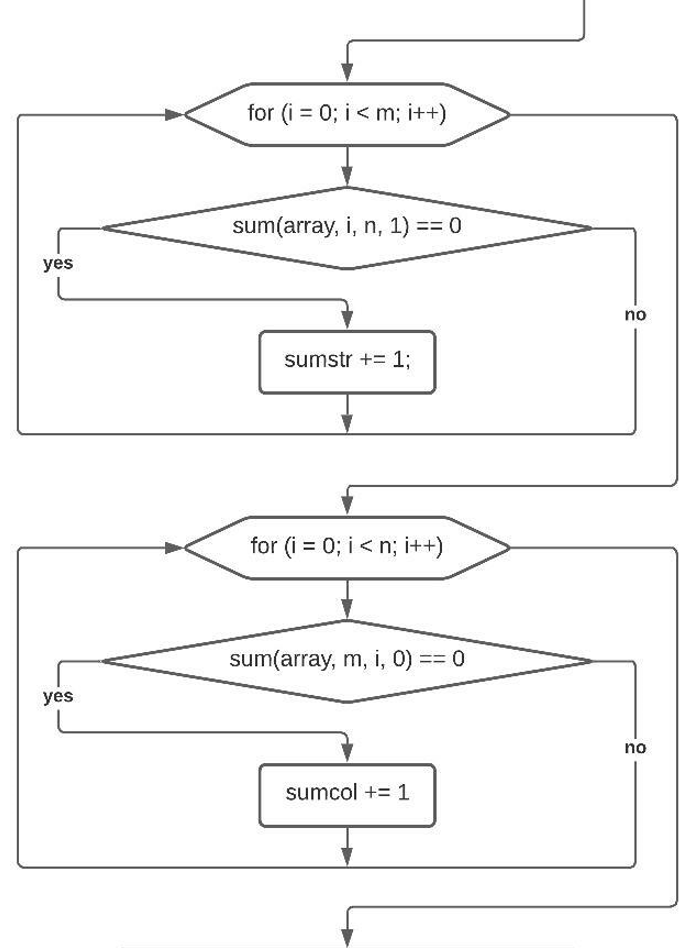 for (i = 0; i < m; i++)
sum(array, i, n, 1) == 0
yes
no
sumstr += 1;
for (i = 0; i < n; i++)
sum(array, m, i, 0) == 0
yes
no
sumcol += 1